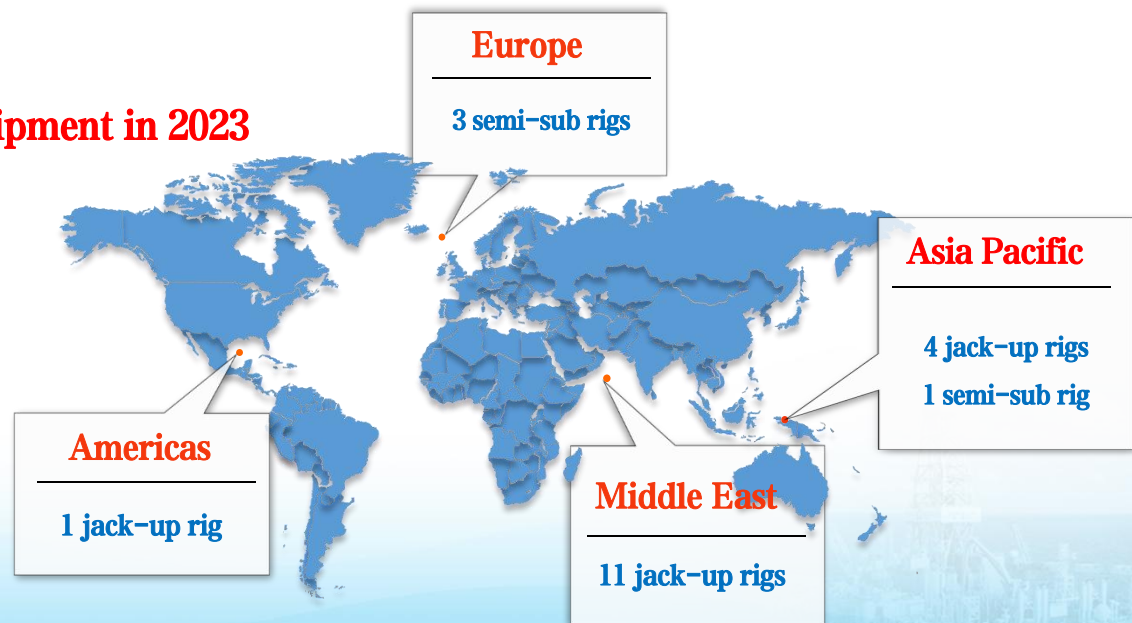 Europe
3 semi-sub rigs
ipment in 2023
Asia Pacific
4 jack-up rigs
1 semi-sub rig
Americas
1 jack-up rig
Middle East
11 jack-up rigs